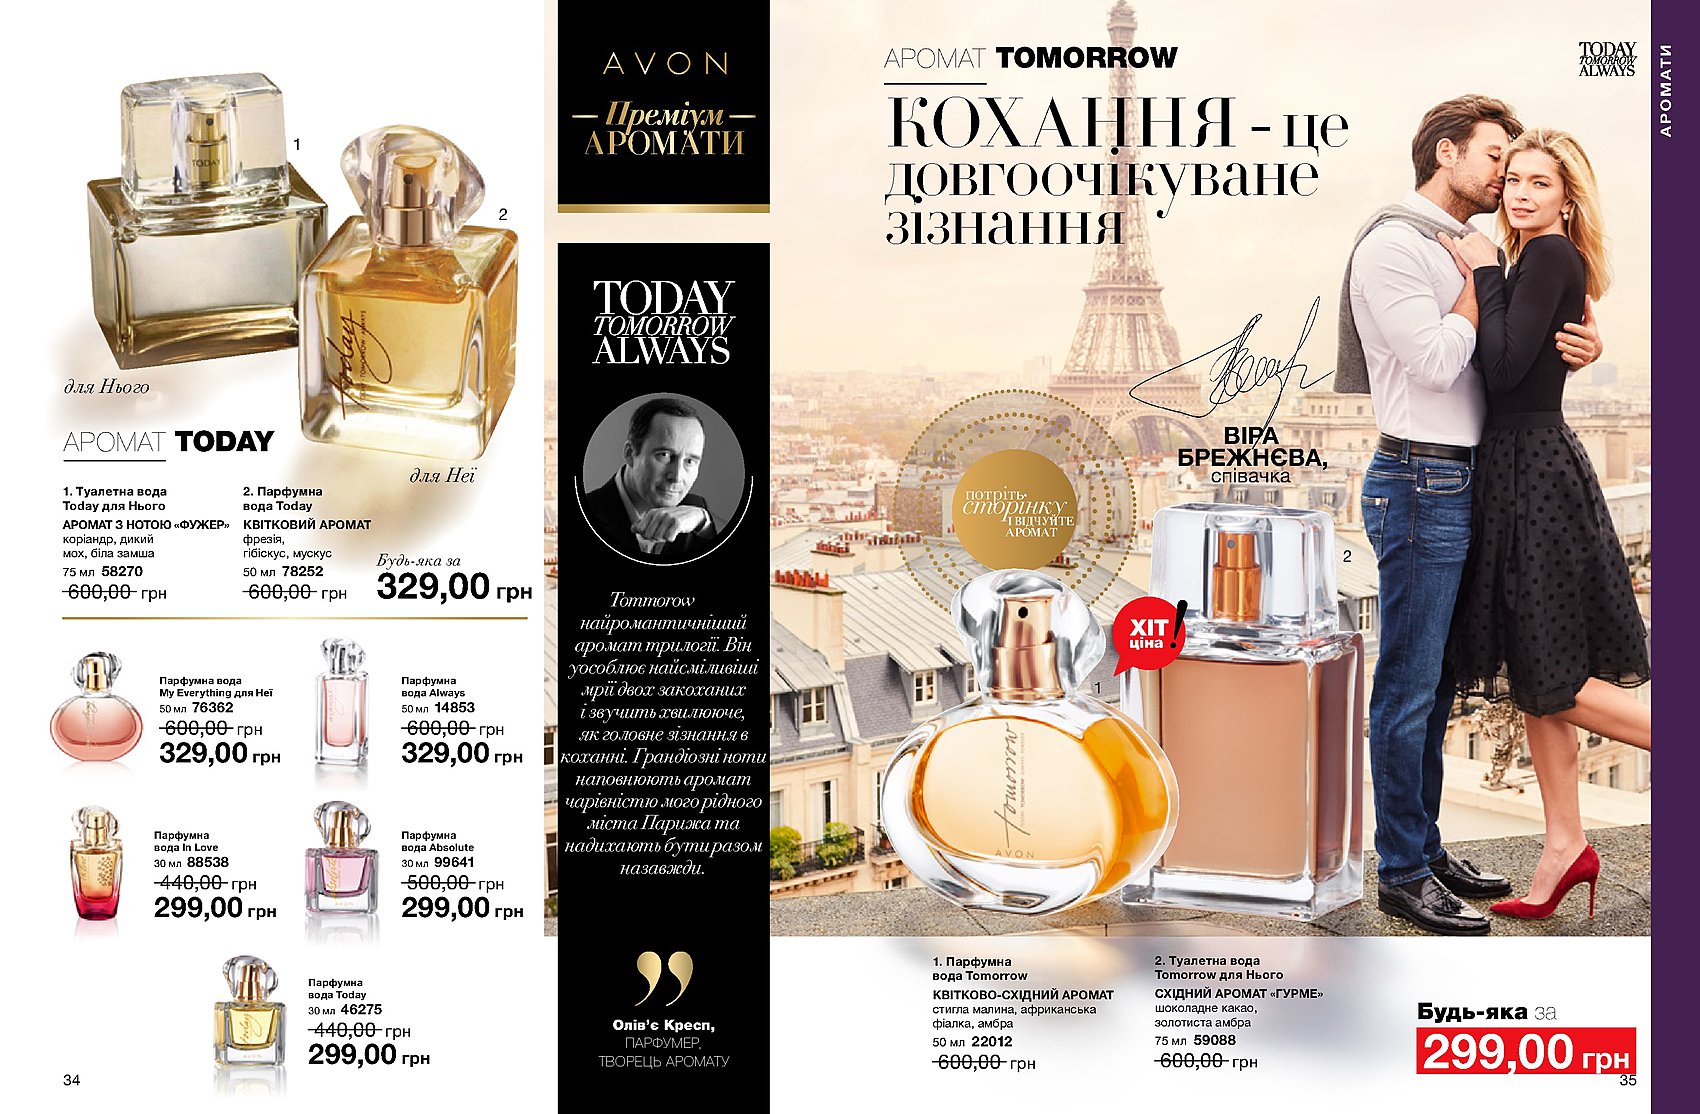 1
TODAY
2
today
TOMORROW ALWAYS
для Нього
АРОМАТ TODAY
для Неї
1. Туалетна вода
Today для Нього
АРОМАТ З НОТОЮ «ФУЖЕР»
коріандр, дикий
мох, біла замша
75 мл 58270
600,00 грн
2. Парфумна
вода Today
КВІТКОВИЙ АРОМАТ
фрезія,
гібіскус, мускус
50 мл 78252
600,00 грн
Будь-яка за
329,00 грн
Парфумна вода
My Everything для Неї
50 мл 76362
600,00 грн
329,00 грн
Парфумна
вода Always
50 мл 14853
600,00 грн
329,00 грн
Парфумна
вода In Love
30 мл 88538
440,00 грн
299,00 грн
Парфумна
вода Absolute
30 мл 99641
500,00 грн
299,00 грн
Парфумна
вода Today
30 мл 46275
440,00 грн
299,00 грн
today
AVON
34
AVON
Преміум
АРОМАТИ
TODAY
TOMORROW
ALWAYS
Tommorow
найромантичніший
аромат трилогії. Він
уособлює найсміливіші
мрії двох закоханих
і звучить хвилююче,
як головне зізнання в
коханні. Грандіозні ноти
наповнюють аромат
чарівністю мого рідного
міста Парижа та
надихають бути разом
назавжди.
Олів’є Кресп,
ПАРФУМЕР,
ТВОРЕЦЬ АРОМАТУ
АРОМАТ TOMORROW
КОХАННЯ - це
довгоочікуване
зізнання
TODAY
TOMORROW
ALWAYS
АРОМАТИ
ВІРА
БРЕЖНЄВА,
співачка
потріть
сторінку
І ВІДЧУЙТЕ
АРОМАТ
2
ХІТ
ціна!
1
tomorrow
AVON
1. Парфумна
вода Tomorrow
КВІТКОВО-СХІДНИЙ АРОМАТ
стигла малина, африканська
фіалка, амбра
50 мл 22012
600,00 грн
2. Туалетна вода
Tomorrow для Нього
СХІДНИЙ АРОМАТ «ГУРМЕ»
шоколадне какао,
золотиста амбра
75 мл 59088
600,00 грн
Будь-яка за
299,00 грн
35